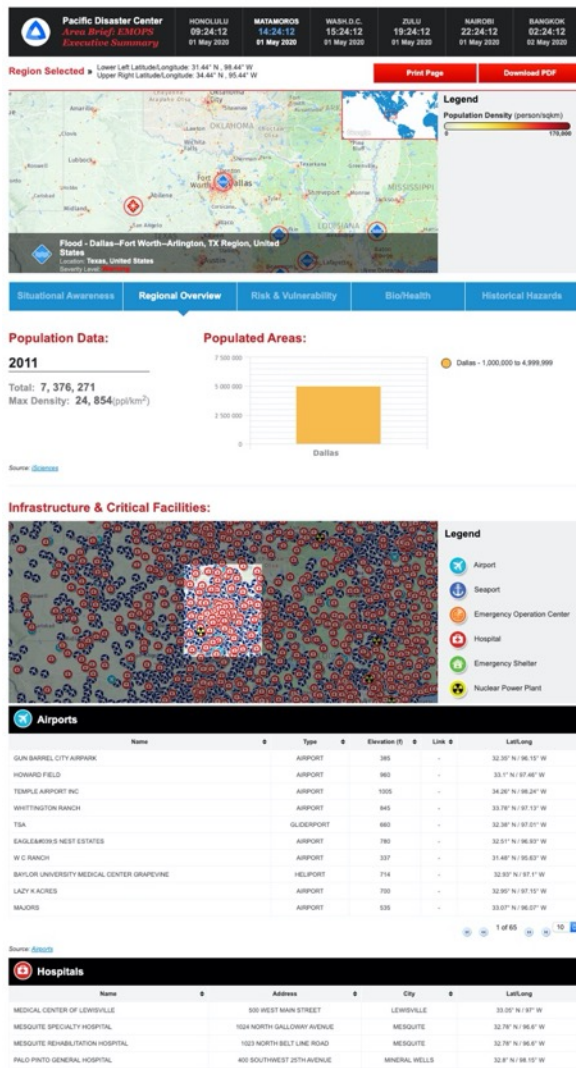 Pacific Disaster Center
Area Brief: EMOPS
Executive Summary
HONOLULU
09:24:12
01 May 2020
MATAMOROS
14:24:12
01 May 2020
WASH.D.C.
15:24:12
01 May 2020
ZULU
19:24:12
01 May 2020
NAIROBI
22:24:12
01 May 2020
BANGKOK
02:24:12
02 May 2020
Region Selected » Lower Left Latitude/Longitude: 31.44° N , 98.44° W
Upper Right Latitude/Longitude: 34.44° N , 95.44° W
Print Page
Download PDF
Oklahoma City
Amarillo
OKLAHOMA
Lawton
Wichita Falls
Lubbock
Fort Worth
Dallas
Abilene
Midland
San Angelo
Waco
Shreveport
Monroe
MISSISSIPPI
LOUISIANA
Flood - Dallas--Fort Worth--Arlington, TX Region, United
States
Location: Texas, United States
Severity Level: Warning
Legend
Population Density (person/sqkm)
0 170,000
Situational Awareness
Regional Overview
Risk & Vulnerability
Bio/Health
Historical Hazards
Population Data:
2011
Total: 7, 376, 271
Max Density: 24, 854(ppl/km²)
Source: iSciences
Populated Areas:
7 500 000
5 000 000
2 500 000
0
Dallas
Dallas - 1,000,000 to 4,999,999
Infrastructure & Critical Facilities:
Legend
Airport
Seaport
Emergency Operation Center
Hospital
Emergency Shelter
Nuclear Power Plant
Airports
Name Type Elevation (f) Link Lat/Long
GUN BARREL CITY AIRPARK AIRPORT 385 - 32.35° N / 96.15° W
HOWARD FIELD AIRPORT 960 - 33.1° N / 97.46° W
TEMPLE AIRPORT INC AIRPORT 1005 - 34.26° N / 98.24° W
WHITTINGTON RANCH AIRPORT 845 - 33.78° N / 97.13° W
TSA GLIDERPORT 660 - 32.38° N / 97.01° W
EAGLE&#039;S NEST ESTATES AIRPORT 780 - 32.51° N / 96.93° W
W C RANCH AIRPORT 337 - 31.48° N / 95.63° W
BAYLOR UNIVERSITY MEDICAL CENTER GRAPEVINE HELIPORT 714 - 32.93° N / 97.1° W
LAZY K ACRES AIRPORT 700 - 32.95° N / 97.15° W
MAJORS AIRPORT 535 - 33.07° N / 96.07° W
1 of 65 10
Source: Airports
Hospitals
Name Address City Lat/Long
MEDICAL CENTER OF LEWISVILLE 500 WEST MAIN STREET LEWISVILLE 33.05° N / 97° W
MESQUITE SPECIALTY HOSPITAL 1024 NORTH GALLOWAY AVENUE MESQUITE 32.78° N / 96.6° W
MESQUITE REHABILITATION HOSPITAL 1023 NORTH BELT LINE ROAD MESQUITE 32.78° N / 96.6° W
PALO PINTO GENERAL HOSPITAL 400 SOUTHWEST 25TH AVENUE MINERAL WELLS 32.8° N / 98.15° W